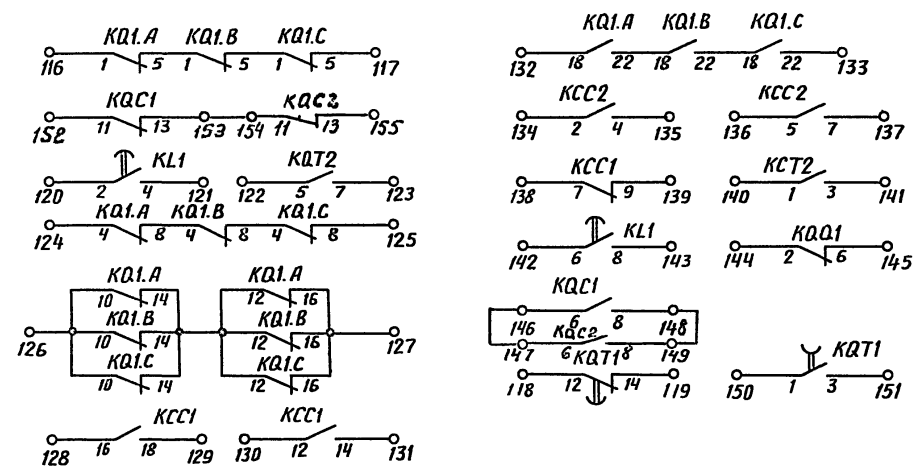 KQ1.A KQ1.B KQ1.C
116 1 5 1 5 1 5 117
KQC1 KQC2
152 11 13 153 154 11 13 155
KL1 KQT2
120 2 4 121 122 5 7 123
KQ1.A KQ1.B KQ1.C
124 4 8 4 8 4 8 125
KQ1.A KQ1.A
10 14 12 16
KQ1.B KQ1.B
126 10 14 12 16 127
KQ1.C KQ1.C
10 14 12 16
KCC1 KCC1
128 16 18 129 130 12 14 131
KQ1.A KQ1.B KQ1.C
132 18 22 18 22 18 22 133
KCC2 KCC2
134 2 4 135 136 5 7 137
KCC1 KCT2
138 7 9 139 140 1 3 141
KL1 KQQ1
142 6 8 143 144 2 6 145
KQC1
146 6 8 148
KQC2
147 6 8 149
KQT1 KQT1
118 12 14 119 150 1 3 151